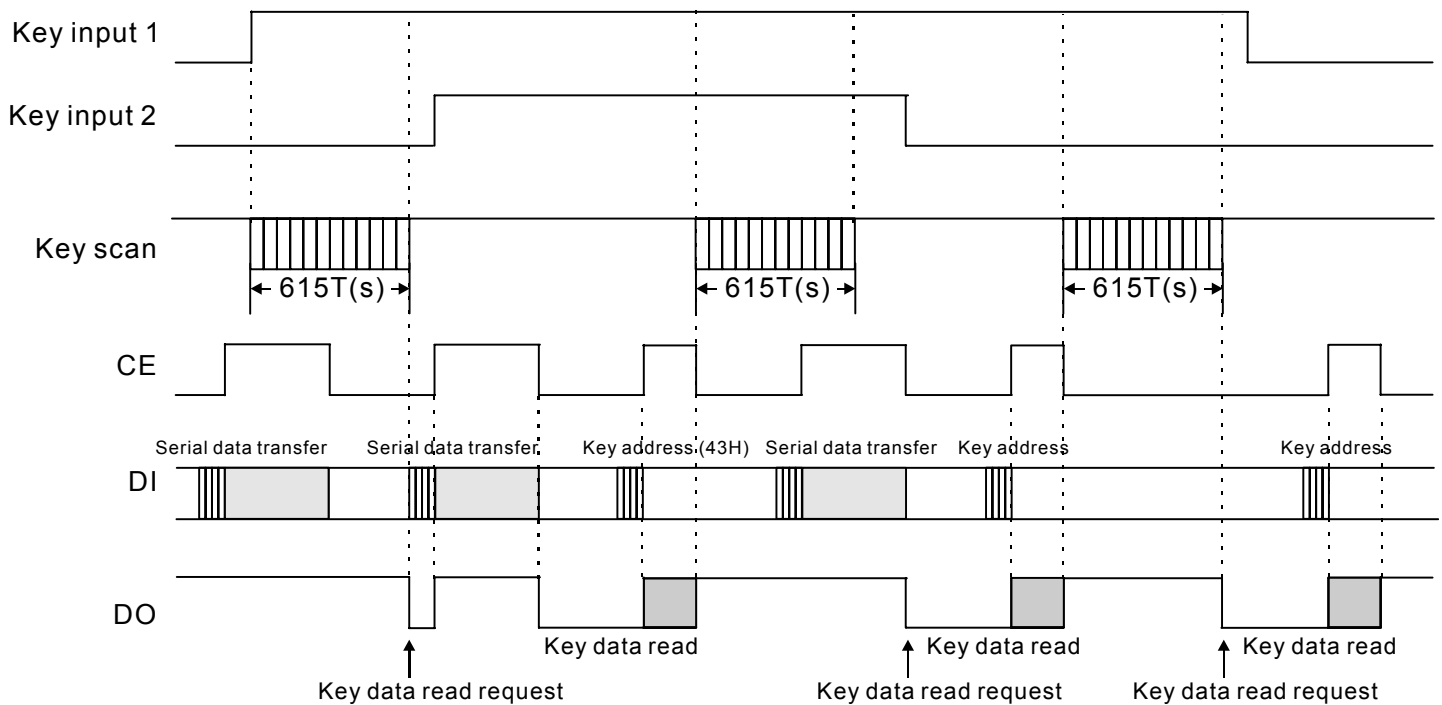 Key input 1
Key input 2
Key scan
615T(s) 615T(s) 615T(s)
CE
Serial data transfer Serial data transfer Key address (43H) Serial data transfer Key address Key address
DI
DO
Key data read Key data read Key data read
Key data read request Key data read request Key data read request